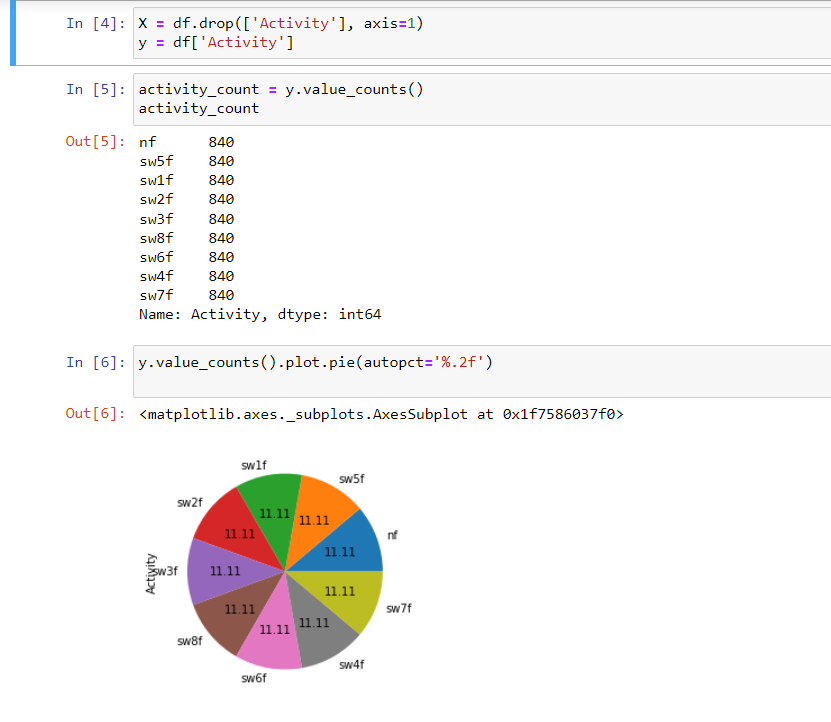 In [4]: X = df.drop(['Activity'], axis=1)
y = df['Activity']
In [5]: activity_count = y.value_counts()
activity_count
Out[5]: nf 840
sw5f 840
sw1f 840
sw2f 840
sw3f 840
sw8f 840
sw6f 840
sw4f 840
sw7f 840
Name: Activity, dtype: int64
In [6]: y.value_counts().plot.pie(autopct='%.2f')
Out[6]: <matplotlib.axes._subplots.AxesSubplot at 0x1f7586037f0>
sw1f
sw5f
sw2f
11.11
11.11
11.11
nf
11.11
Activity
sw3f
11.11
11.11
11.11
sw7f
11.11
11.11
sw8f
sw4f
sw6f